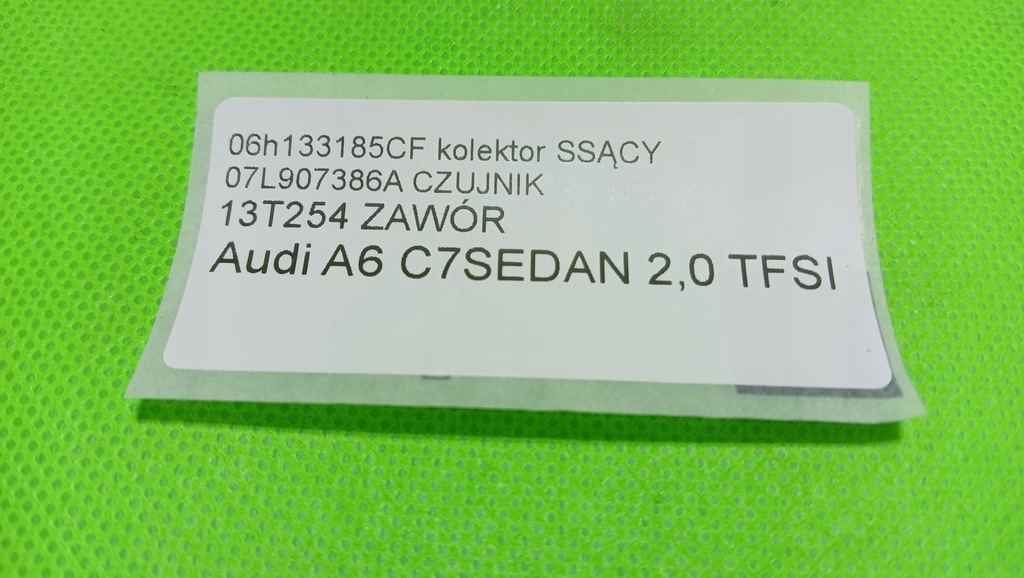 06h133185CF kolektor SSĄCY
07L907386A CZUJNIK
13T254 ZAWÓR
Audi A6 C7SEDAN 2,0 TFSI